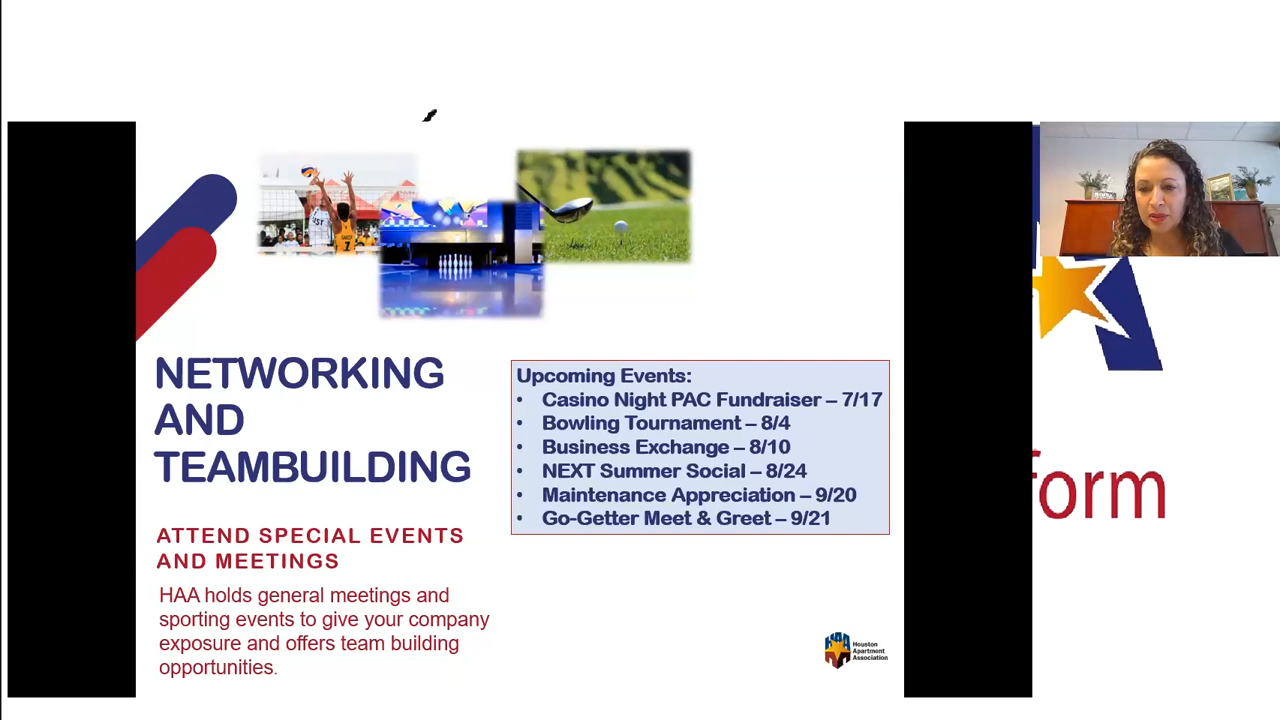 NETWORKING
AND
TEAMBUILDING
ATTEND SPECIAL EVENTS
AND MEETINGS
HAA holds general meetings and
sporting events to give your company
exposure and offers team building
opportunities.
Upcoming Events:
• Casino Night PAC Fundraiser – 7/17
• Bowling Tournament – 8/4
• Business Exchange – 8/10
• NEXT Summer Social – 8/24
• Maintenance Appreciation – 9/20
• Go-Getter Meet & Greet – 9/21
HAA
Houston
Apartment
Association
form